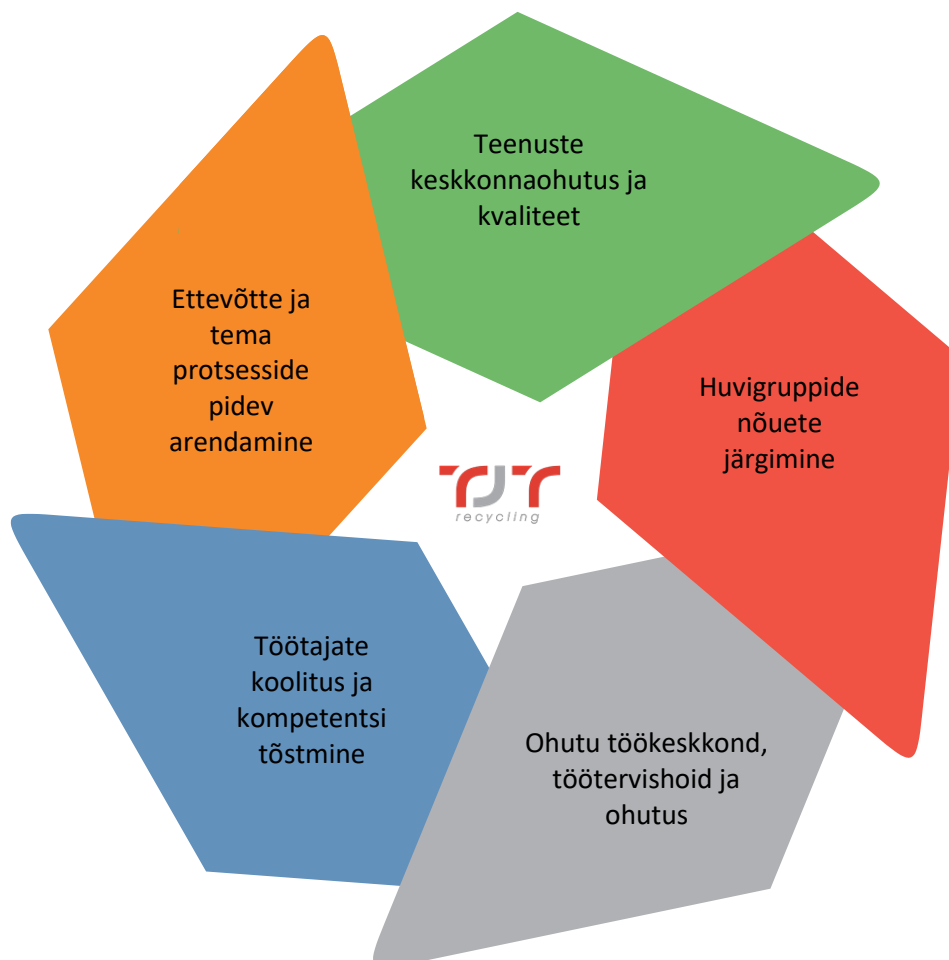 Teenuste
keskkonnaohutus ja
kvaliteet
Huvigruppide
nõuete
järgimine
Ohutu töökeskkond,
töötervishoid ja
ohutus
Töötajate
koolitus ja
kompetentsi
tõstmine
Ettevõtte ja
tema
protsesside
pidev
arendamine
TJT
recycling